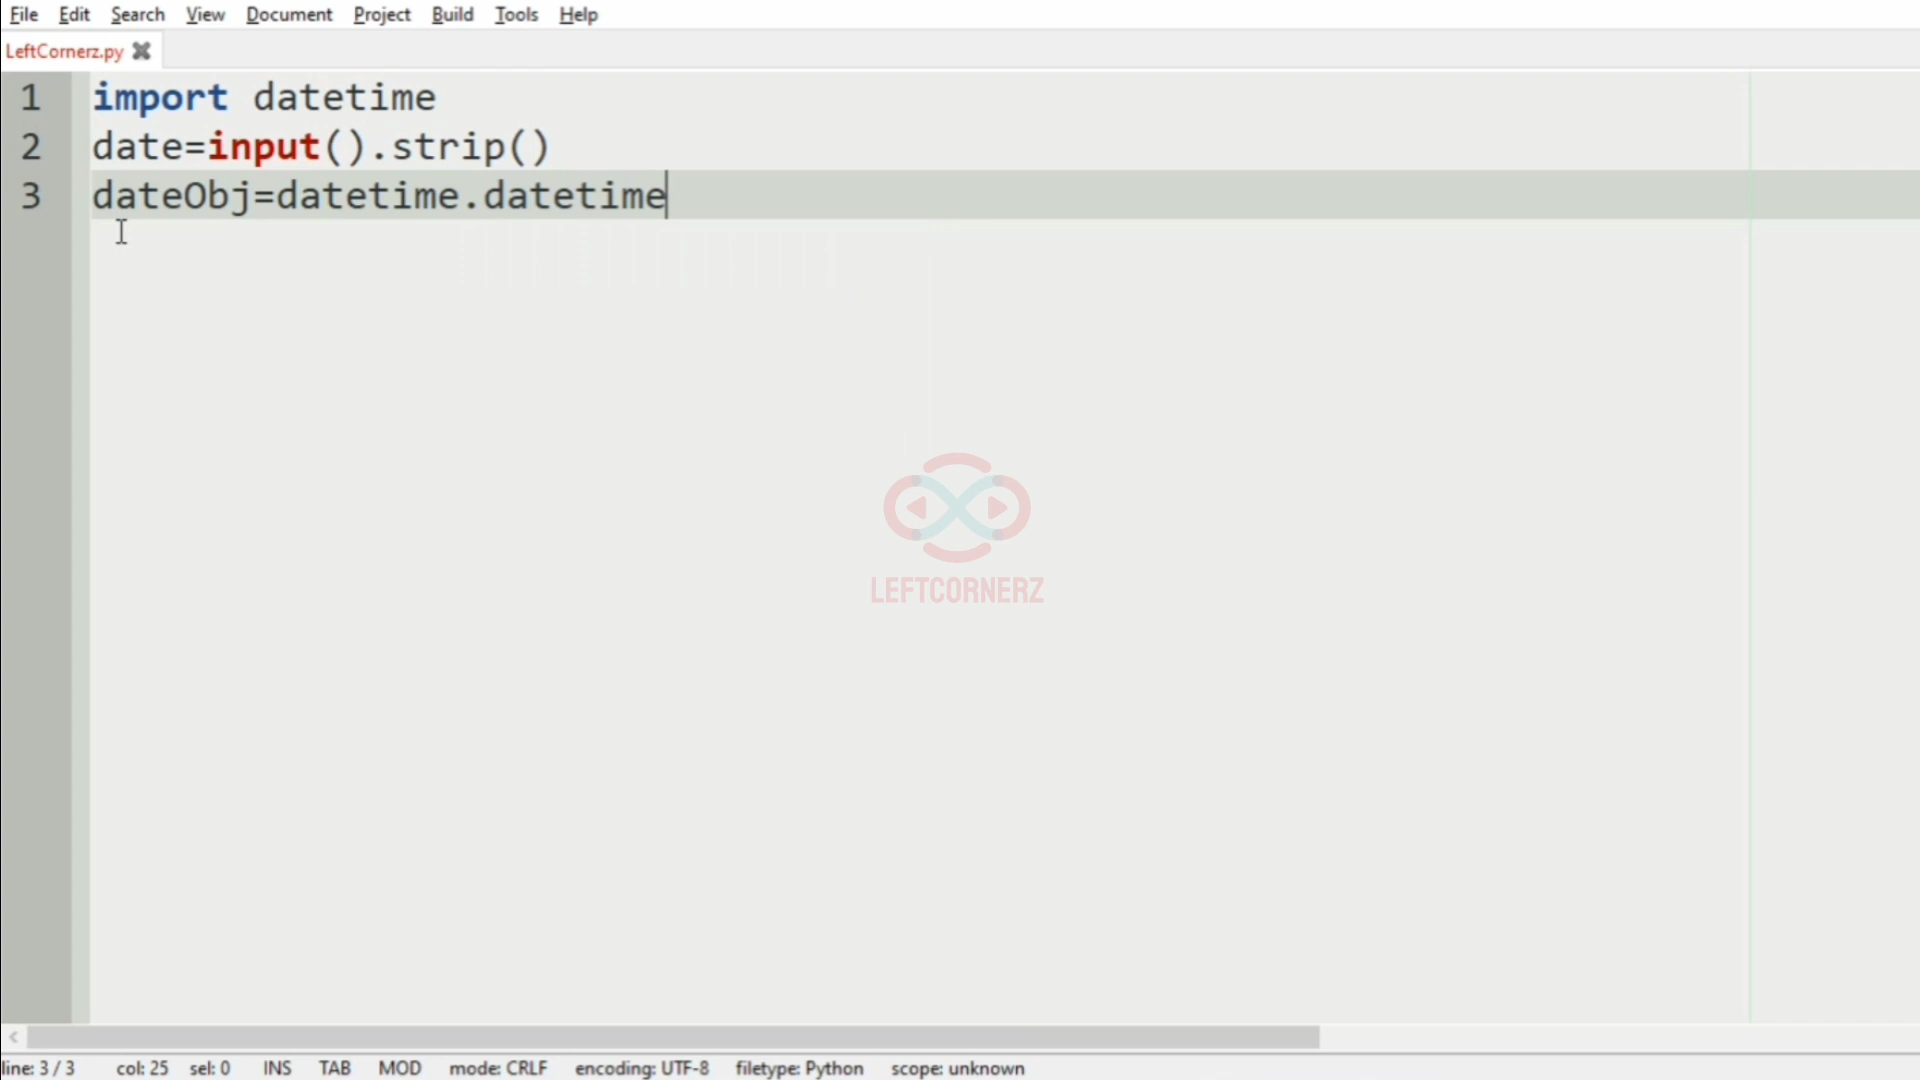 File Edit Search View Document Project Build Tools Help
LeftCornerz.py
1 import datetime
2 date=input().strip()
3 dateObj=datetime.datetime
LEFTCORNERZ
line: 3 / 3 col: 25 sel: 0 INS TAB MOD mode: CRLF encoding: UTF-8 filetype: Python scope: unknown